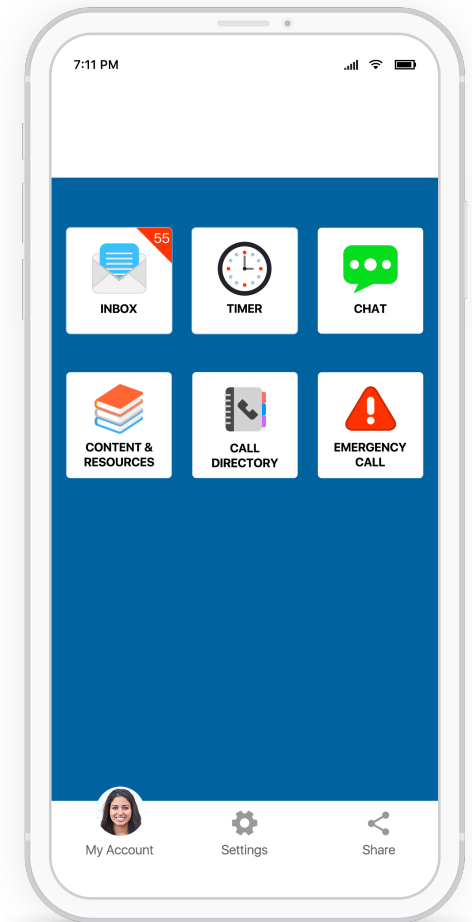 7:11 PM
55
INBOX
TIMER
CHAT
CONTENT &
RESOURCES
CALL
DIRECTORY
EMERGENCY
CALL
My Account
Settings
Share